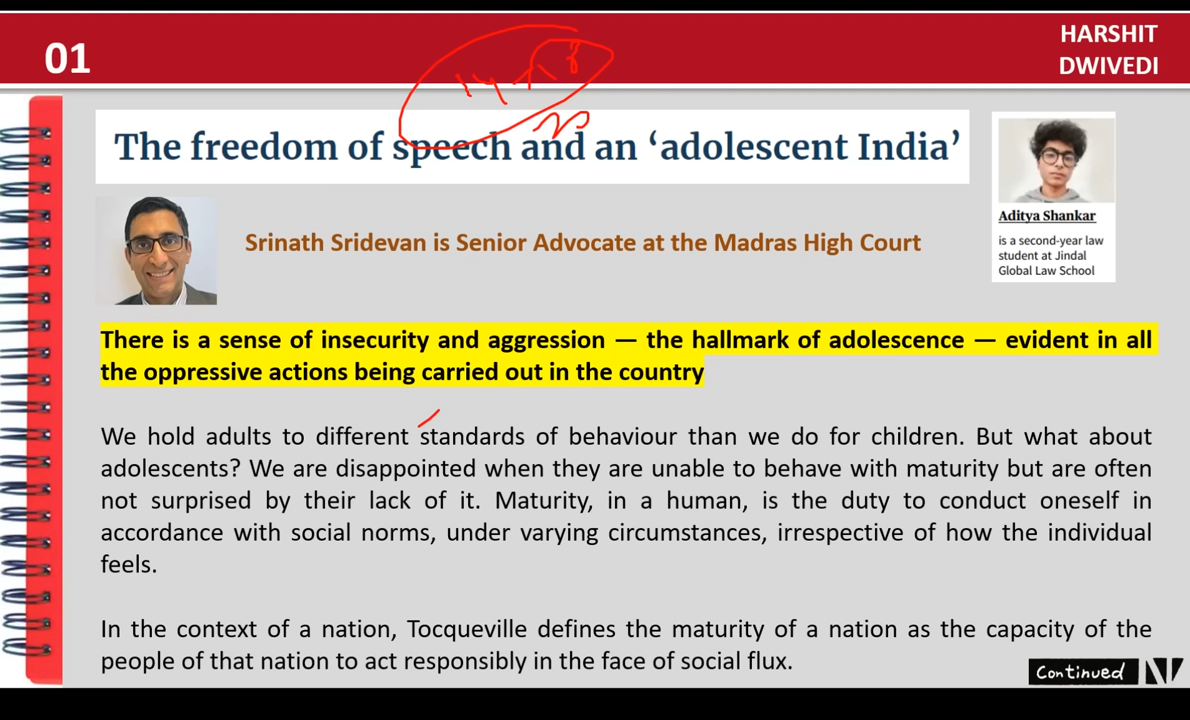 01
HARSHIT
DWIVEDI
The freedom of speech and an ‘adolescent India’
Aditya Shankar
is a second-year law
student at Jindal
Global Law School
Srinath Sridevan is Senior Advocate at the Madras High Court
There is a sense of insecurity and aggression — the hallmark of adolescence — evident in all
the oppressive actions being carried out in the country
We hold adults to different standards of behaviour than we do for children. But what about
adolescents? We are disappointed when they are unable to behave with maturity but are often
not surprised by their lack of it. Maturity, in a human, is the duty to conduct oneself in
accordance with social norms, under varying circumstances, irrespective of how the individual
feels.
In the context of a nation, Tocqueville defines the maturity of a nation as the capacity of the
people of that nation to act responsibly in the face of social flux.
Continued